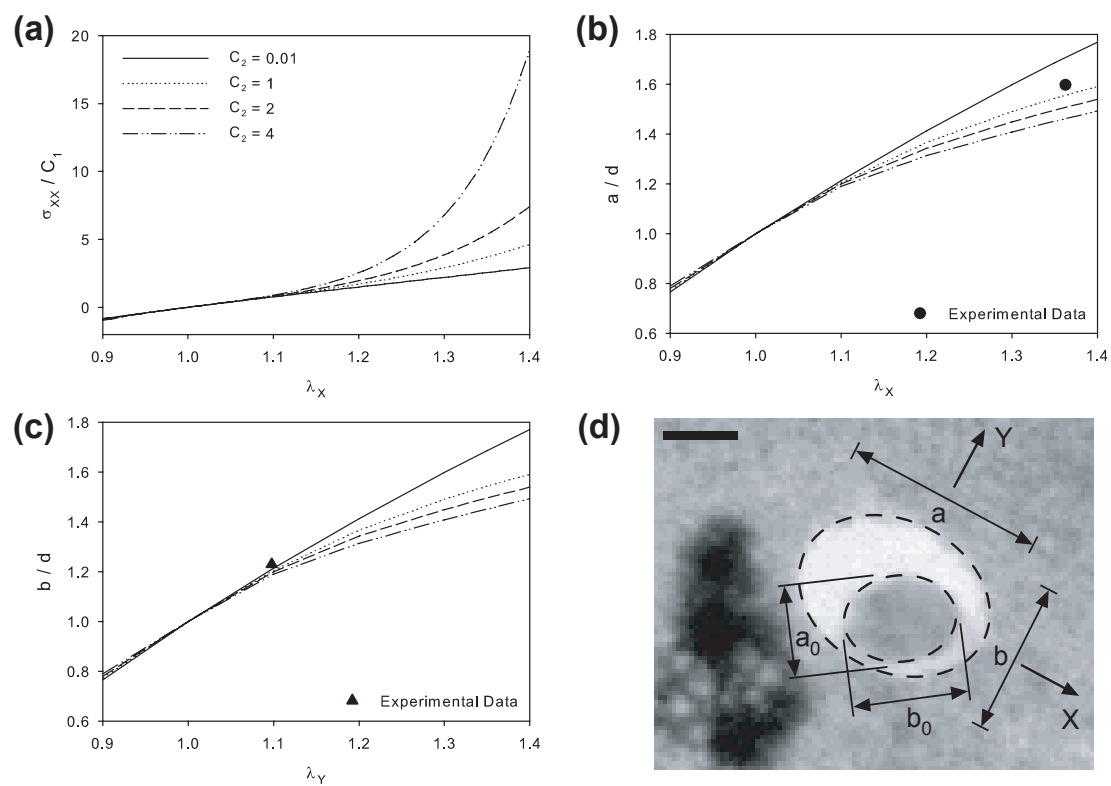 (a)
20
15
10
5
0
σXX / C1
C2 = 0.01
C2 = 1
C2 = 2
C2 = 4
0.9 1.0 1.1 1.2 1.3 1.4
λX
(b)
1.8
1.6
1.4
1.2
1.0
0.8
0.6
a / d
Experimental Data
0.9 1.0 1.1 1.2 1.3 1.4
λX
(c)
1.8
1.6
1.4
1.2
1.0
0.8
0.6
b / d
Experimental Data
0.9 1.0 1.1 1.2 1.3 1.4
λY
(d)
Y
a
a0
b
b0
X